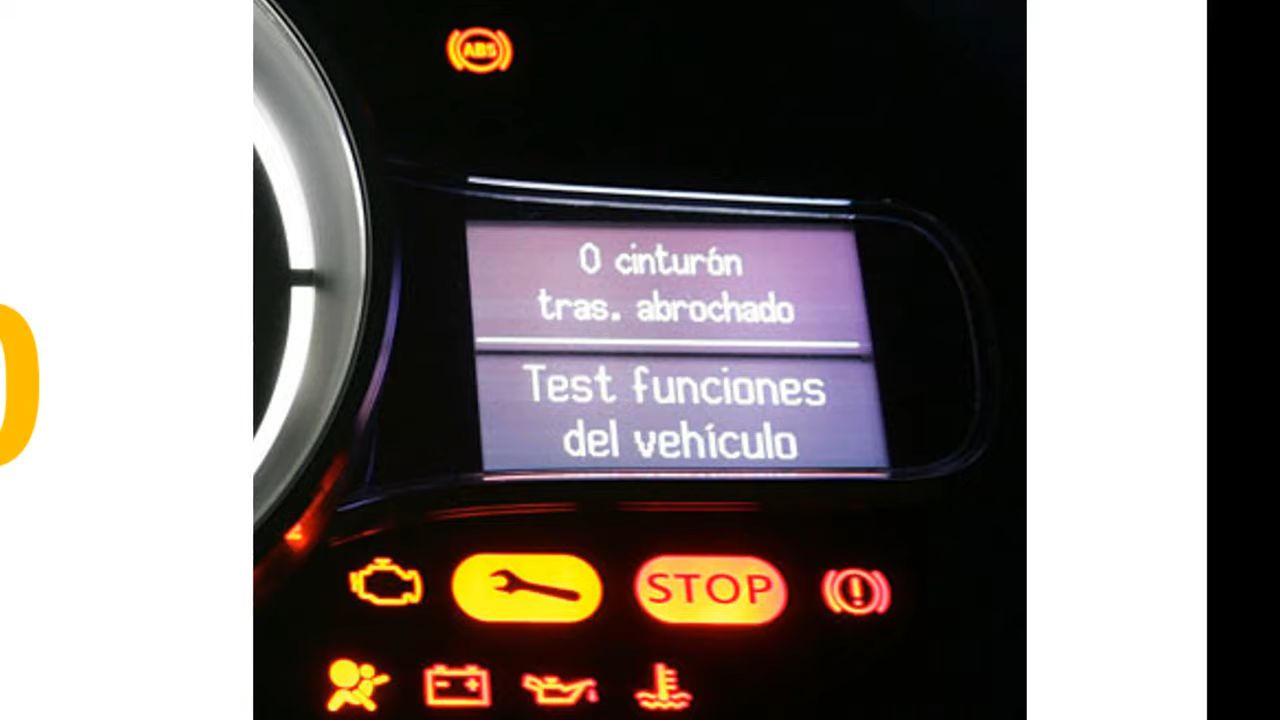 ABS
0 cinturón
tras. abrochado
Test funciones
del vehículo
STOP